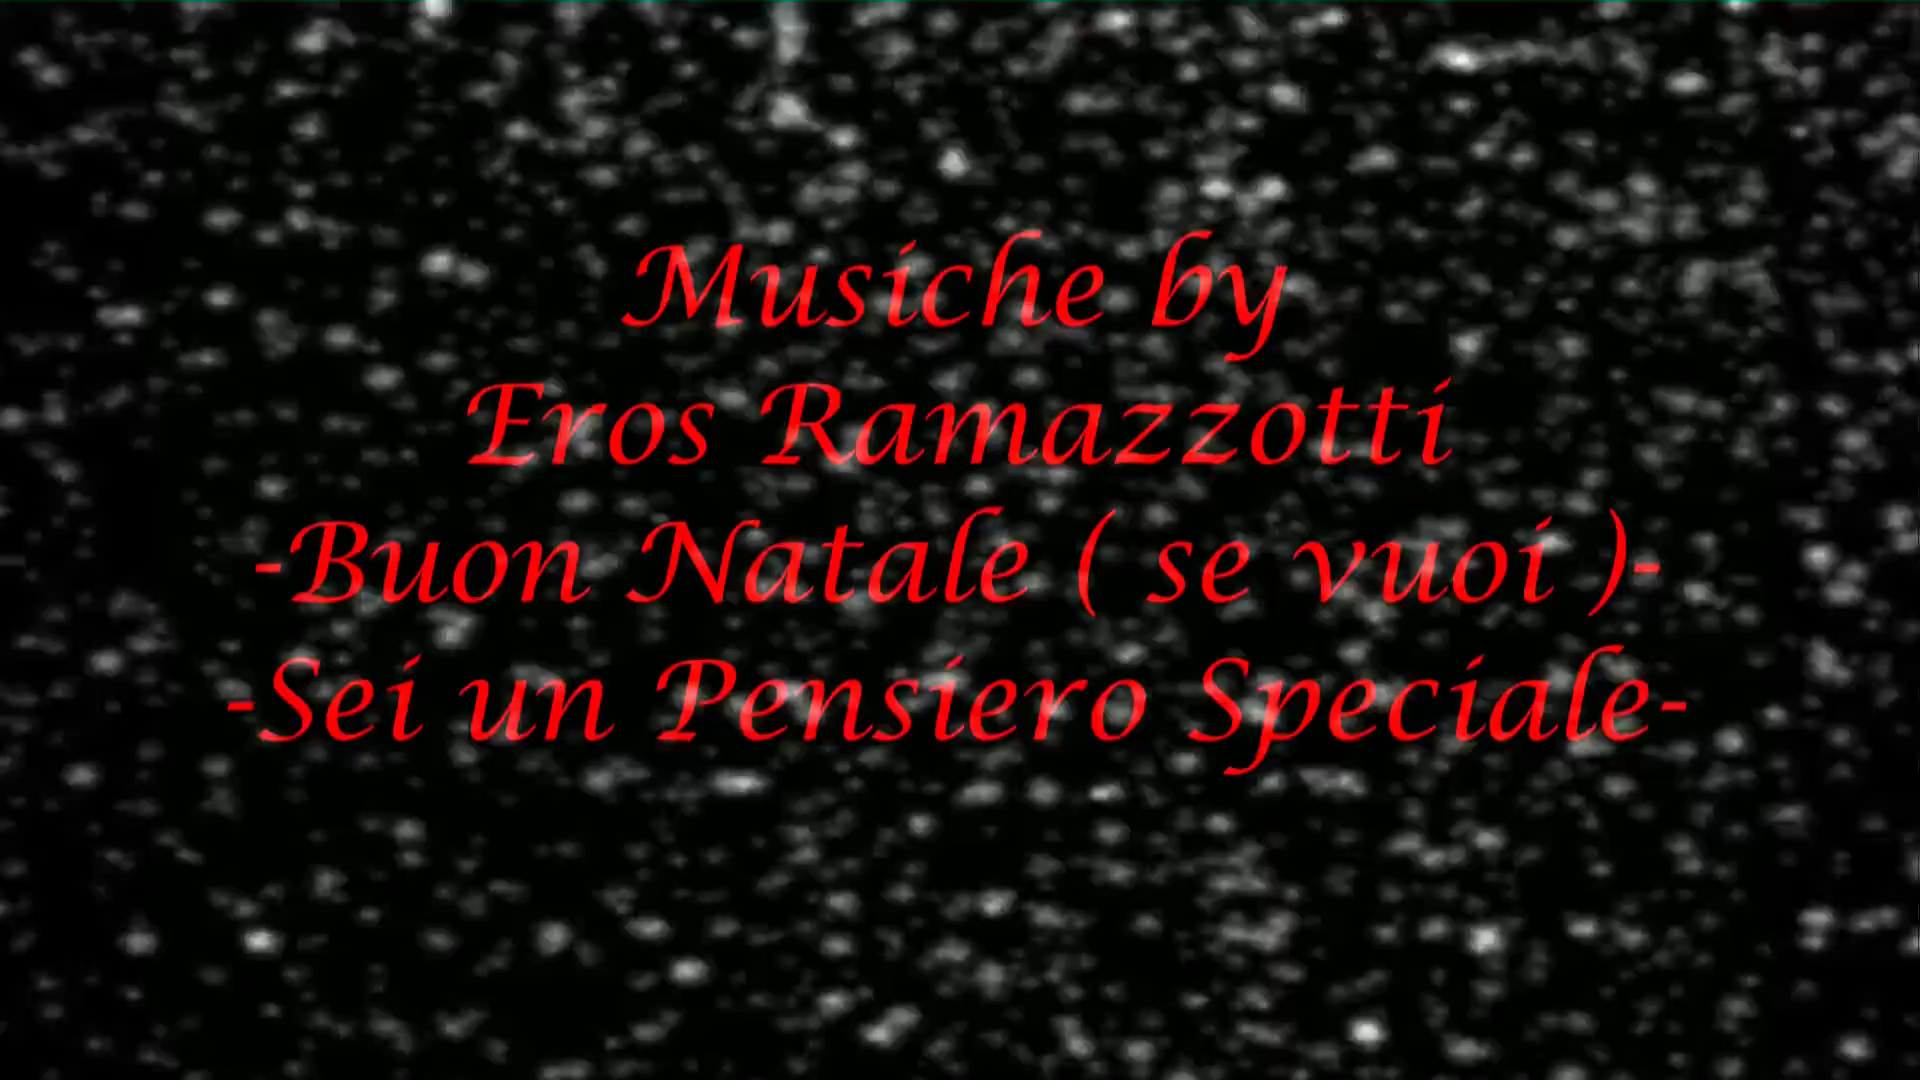 Musiche by
Eros Ramazzotti
-Buon Natale ( se vuoi )-
-Sei un Pensiero Speciale-